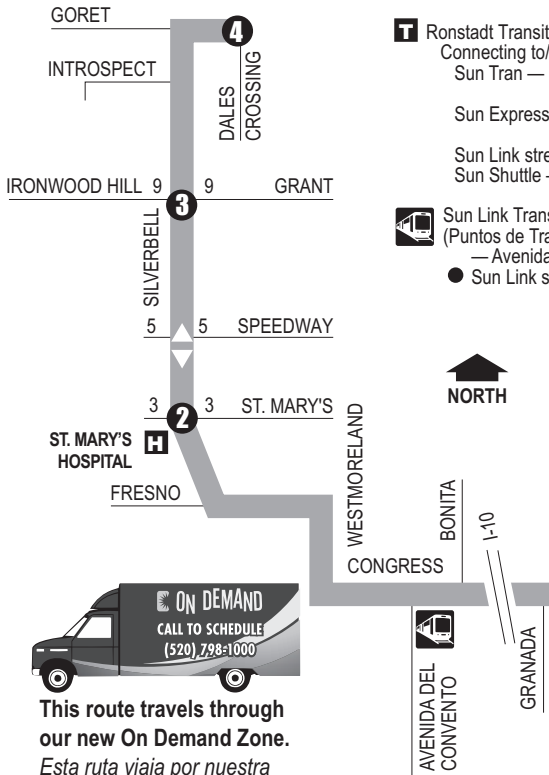 GORET
4
INTROSPECT
DALES
CROSSING
IRONWOOD HILL 9 3 9 GRANT
SILVERBELL
5 5 SPEEDWAY
3 2 3 ST. MARY'S
ST. MARY'S
HOSPITAL
H
FRESNO
WESTMORELAND
CONGRESS
BONITA
I-10
GRANADA
AVENIDA DEL
CONVENTO
T Ronstadt Transit
Connecting to/
Sun Tran —
Sun Express
Sun Link stre
Sun Shuttle -
Sun Link Trans
(Puntos de Tra
— Avenida
Sun Link s
NORTH
ON DEMAND
CALL TO SCHEDULE
(520) 798-1000
This route travels through
our new On Demand Zone.
Esta ruta viaja por nuestra